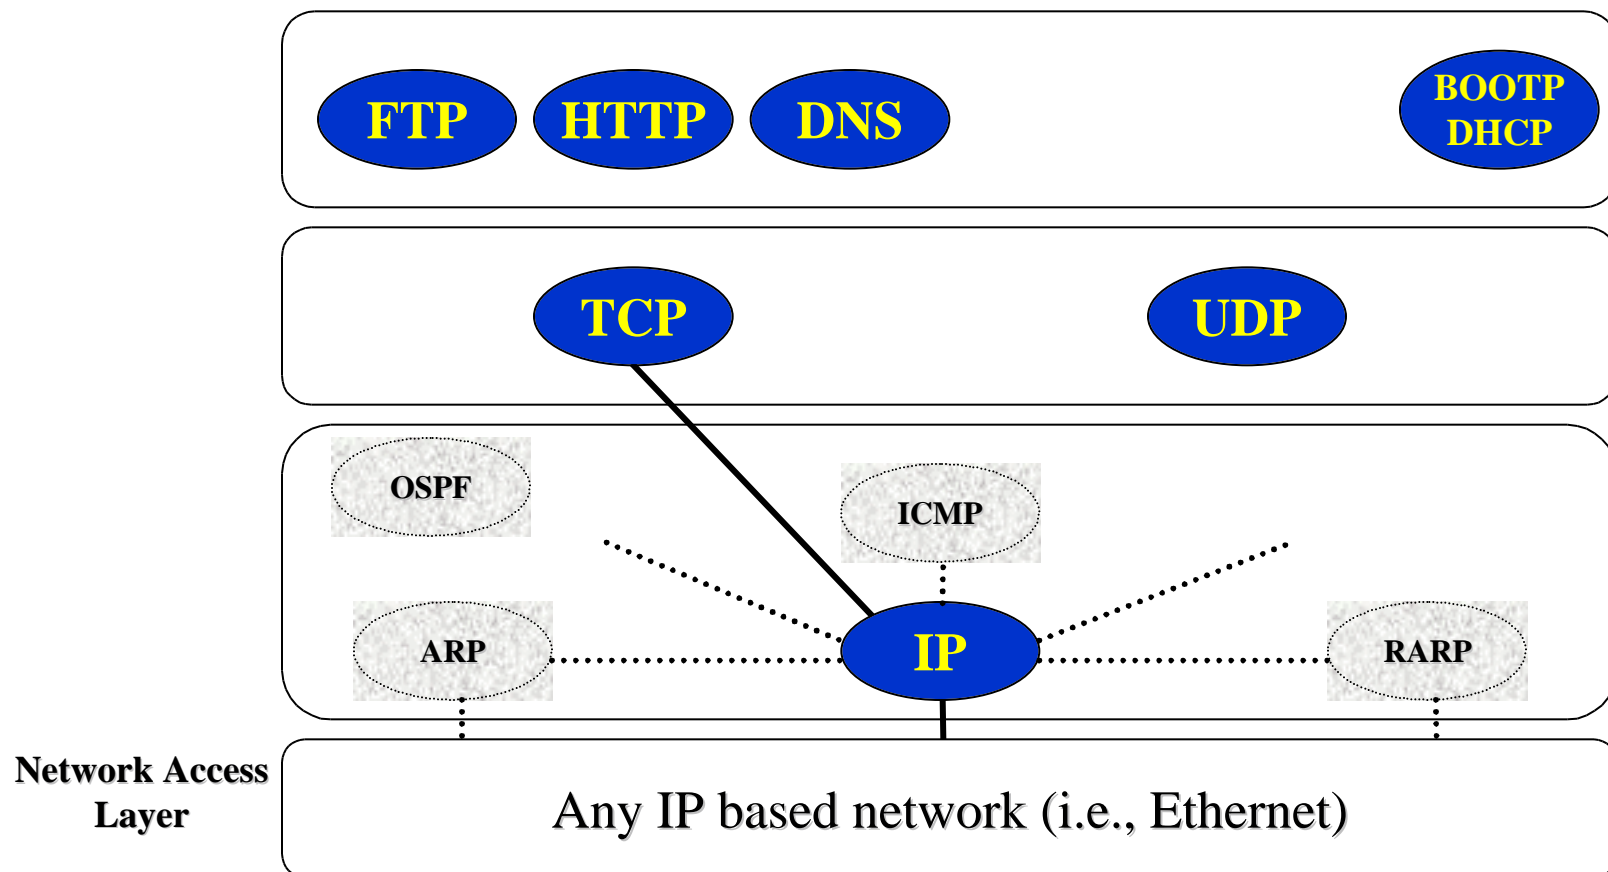 FTP
HTTP
DNS
BOOTP
DHCP
TCP
UDP
OSPF
ICMP
ARP
IP
RARP
Network Access
Layer
Any IP based network (i.e., Ethernet)